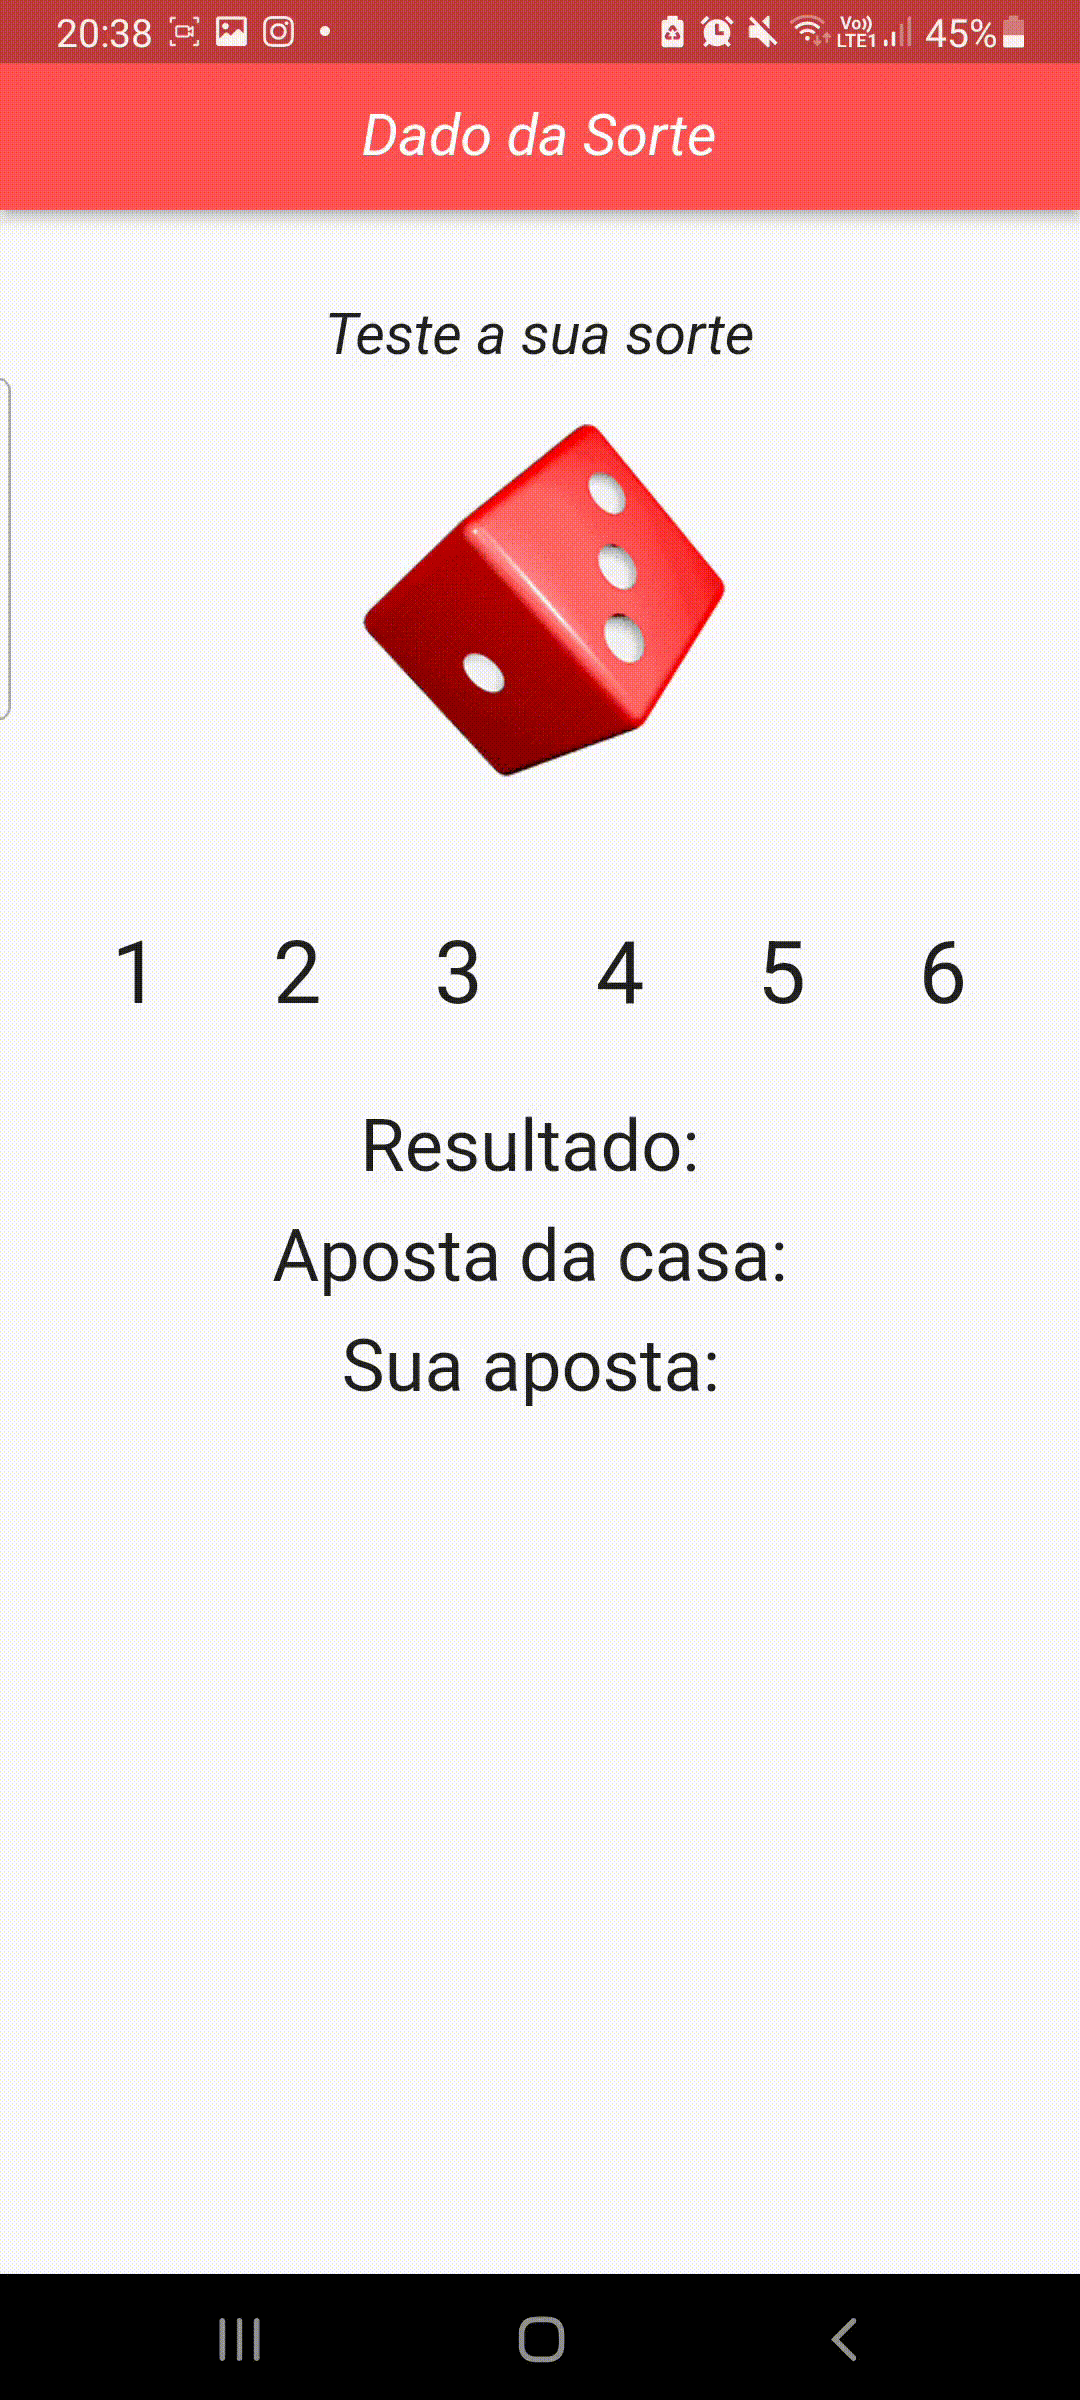 20:38 Vo)) LTE1 45%
Dado da Sorte
Teste a sua sorte
1 2 3 4 5 6
Resultado:
Aposta da casa:
Sua aposta: